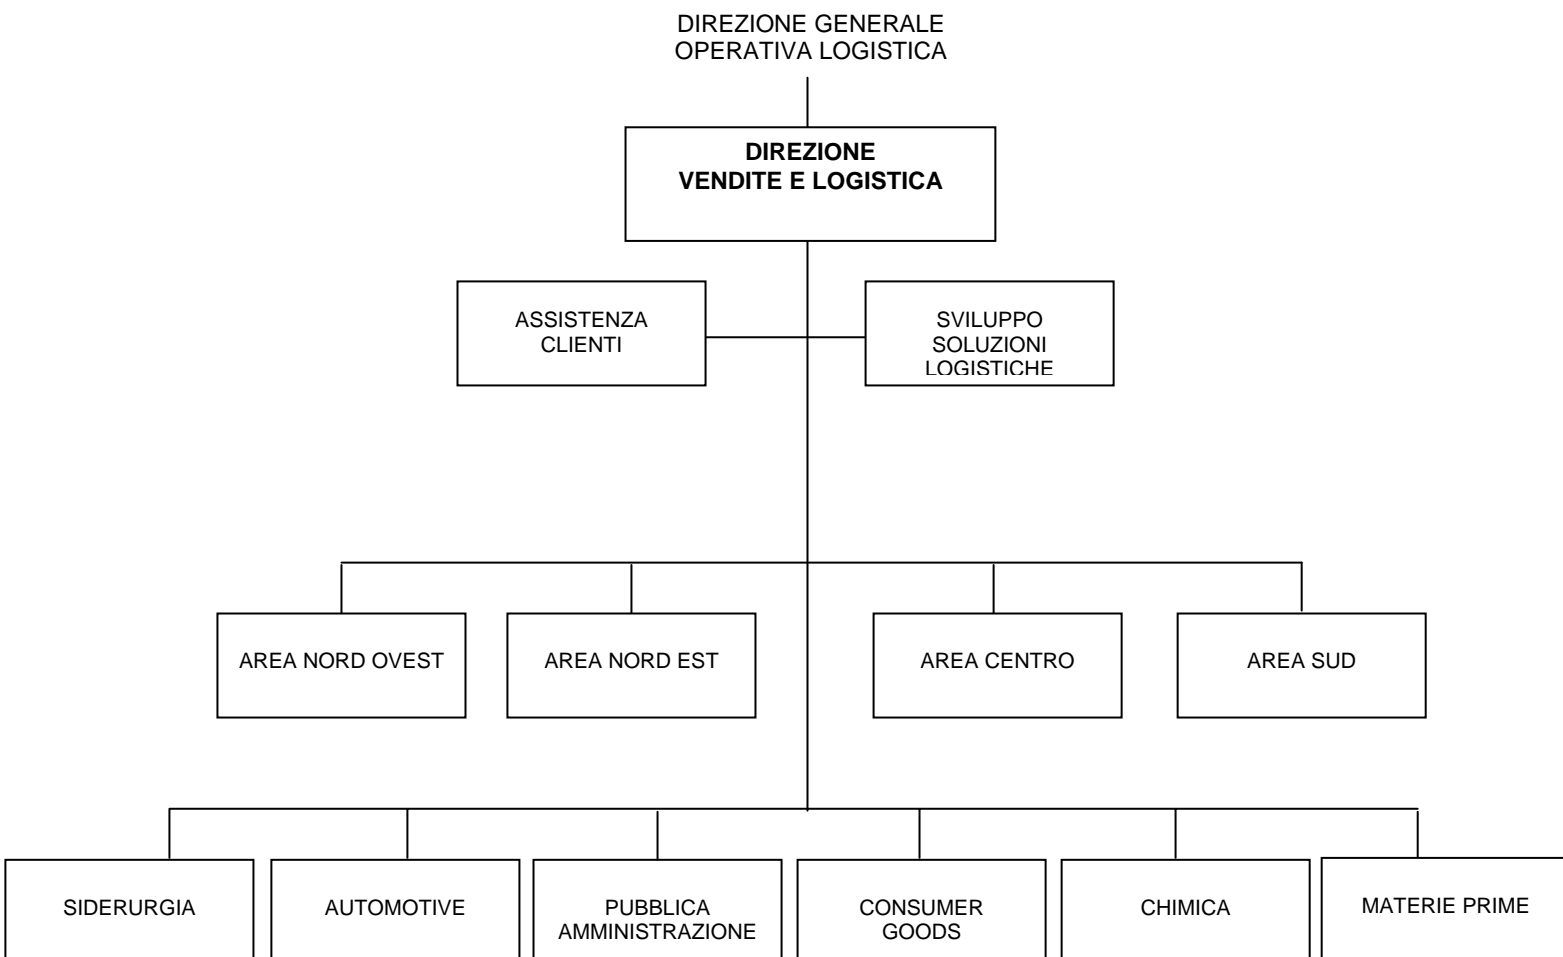 DIREZIONE GENERALE
OPERATIVA LOGISTICA
DIREZIONE
VENDITE E LOGISTICA
ASSISTENZA
CLIENTI
SVILUPPO
SOLUZIONI
LOGISTICHE
AREA NORD OVEST
AREA NORD EST
AREA CENTRO
AREA SUD
SIDERURGIA
AUTOMOTIVE
PUBBLICA
AMMINISTRAZIONE
CONSUMER
GOODS
CHIMICA
MATERIE PRIME